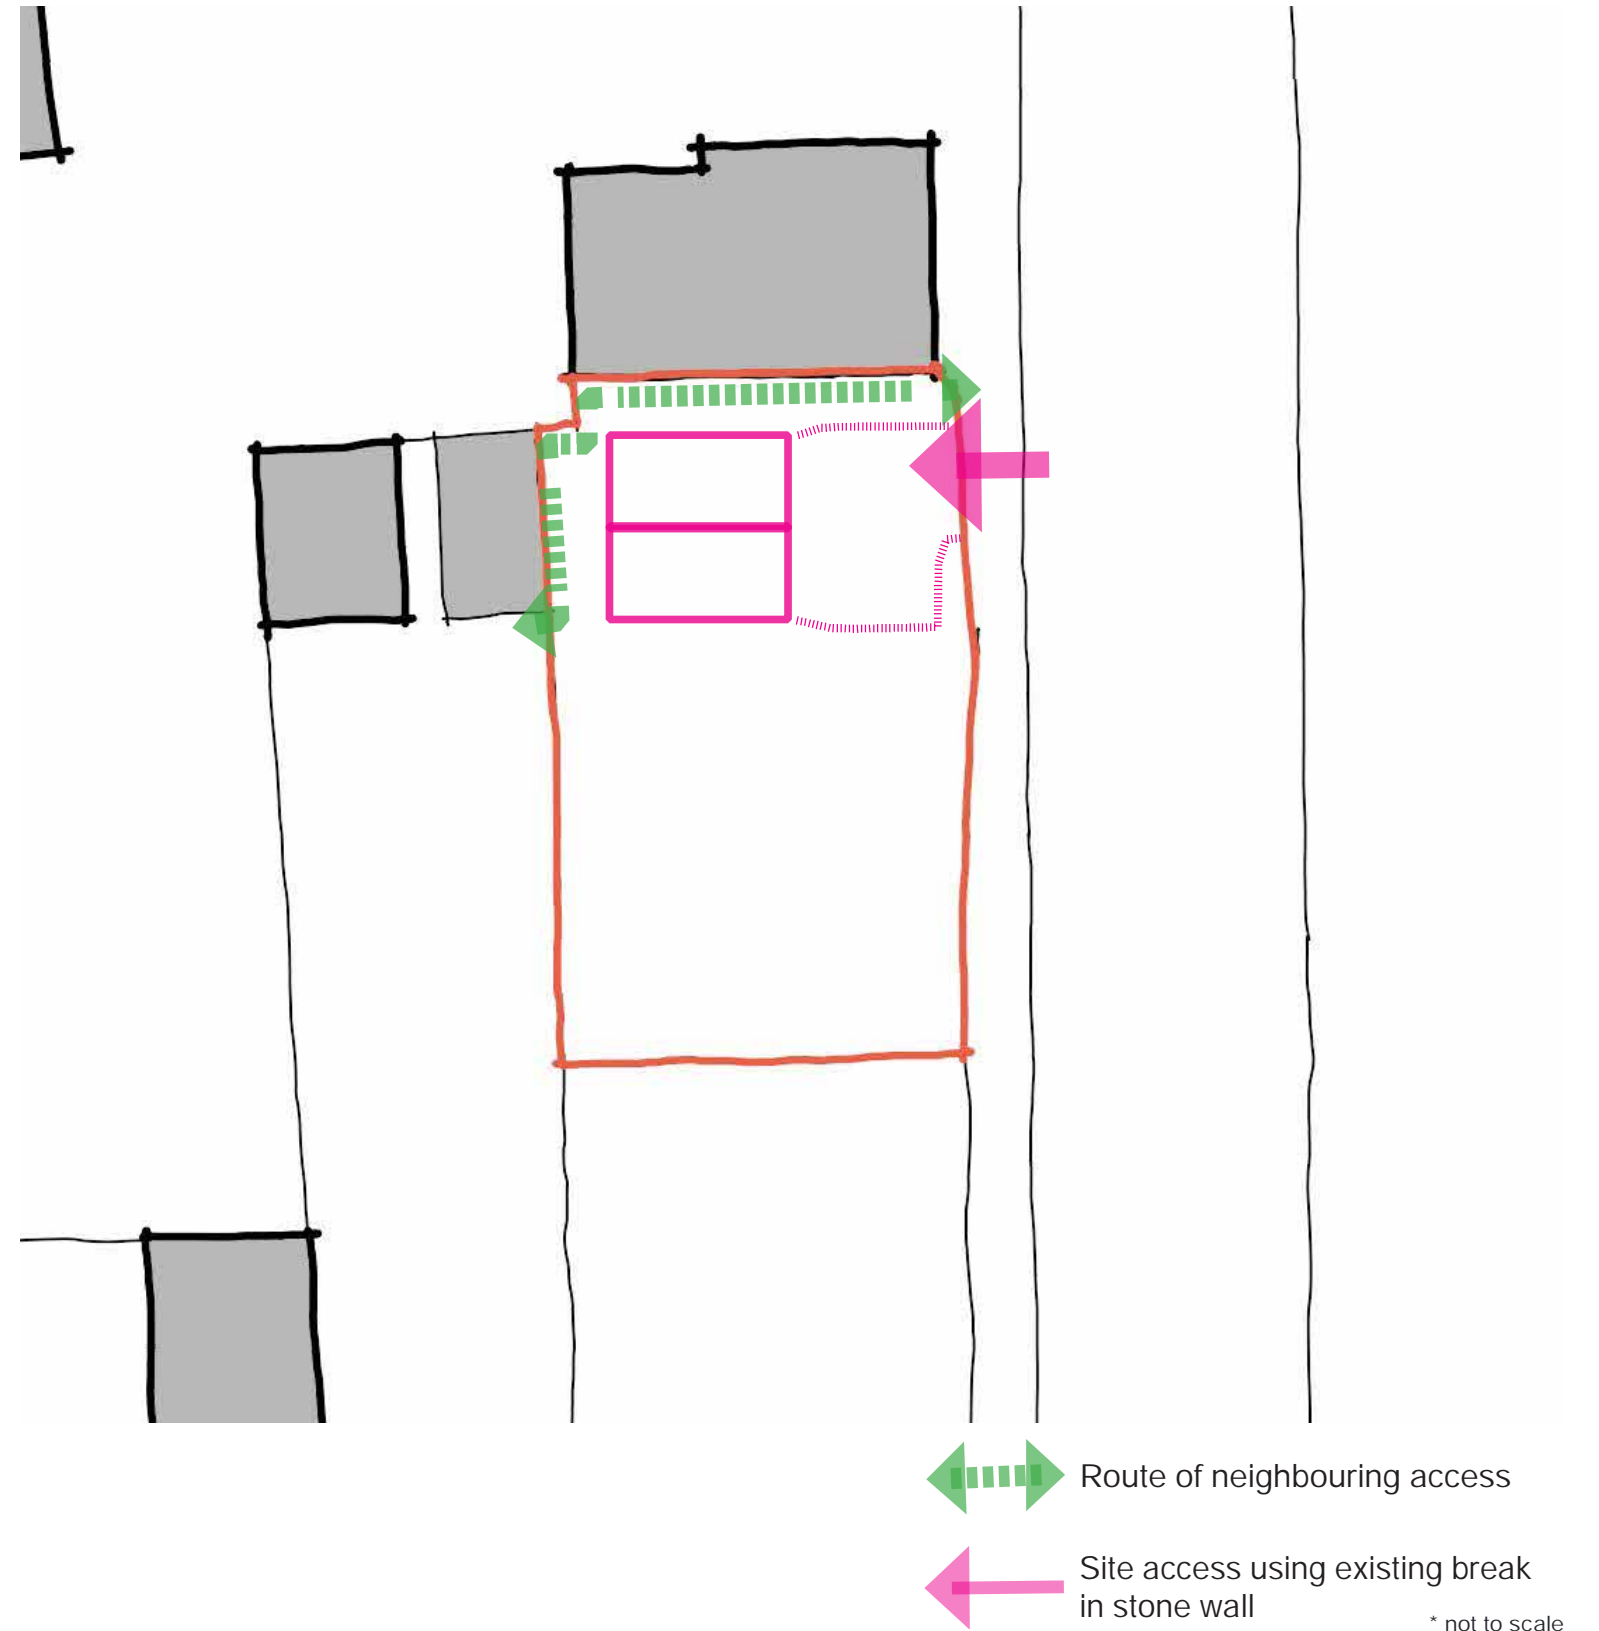 Route of neighbouring access
Site access using existing break
in stone wall
* not to scale